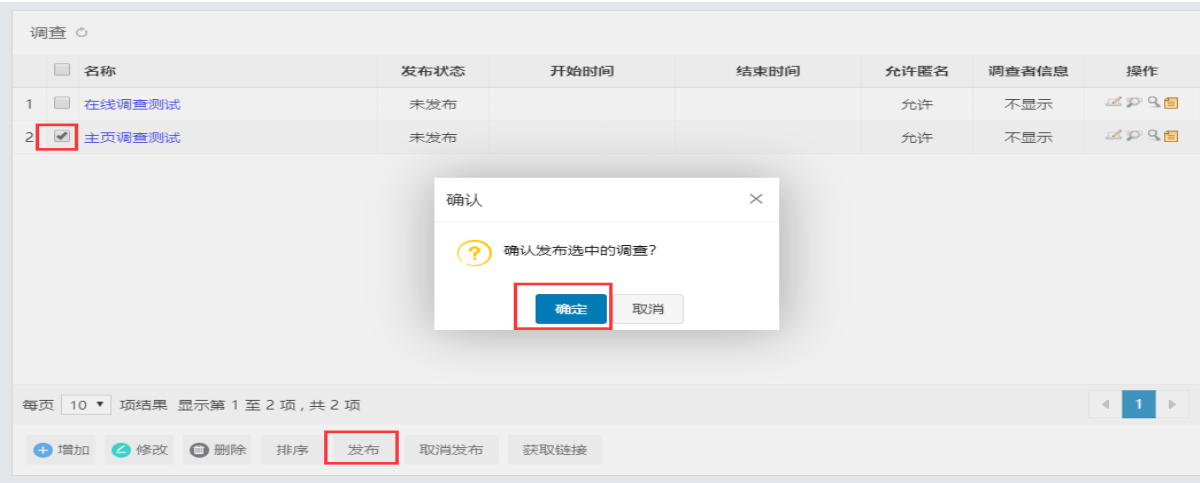 调查
名称 发布状态 开始时间 结束时间 允许匿名 调查者信息 操作
1 在线调查测试 未发布 允许 不显示
2 主页调查测试 未发布 允许 不显示
确认
确认发布选中的调查?
确定 取消
每页 10 项结果 显示第 1 至 2 项 , 共 2 项 1
增加 修改 删除 排序 发布 取消发布 获取链接